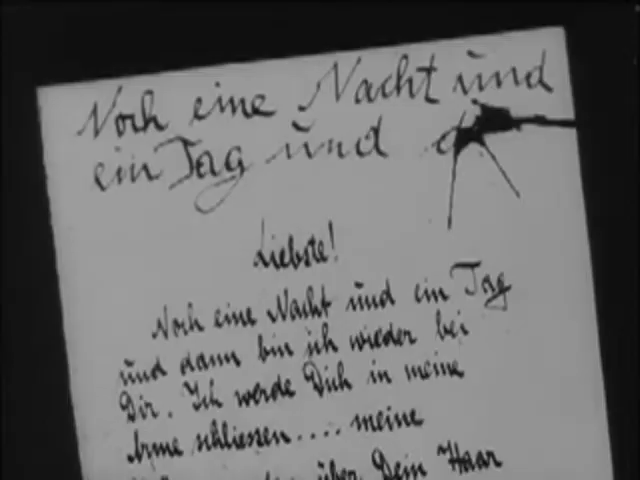 Noch eine Nacht und
ein Tag und d
Liebste!
Noch eine Nacht und ein Tag
und dann bin ich wieder bei
Dir. Ich werde Dich in meine
Arme schliessen.... meine
über Dein Haar